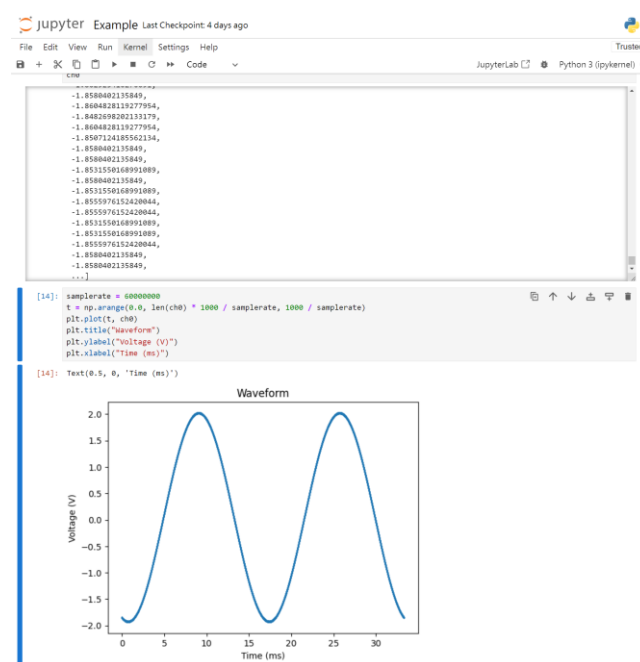 jupyter Example Last Checkpoint: 4 days ago
File Edit View Run Kernel Settings Help
Code
JupyterLab
Python 3 (ipykernel)
ch0
-1.8580402135849,
-1.8604828119277954,
-1.8482698202133179,
-1.8604828119277954,
-1.8507124185562134,
-1.8580402135849,
-1.8580402135849,
-1.8531550168991089,
-1.8580402135849,
-1.8531550168991089,
-1.8555976152420044,
-1.8555976152420044,
-1.8531550168991089,
-1.8531550168991089,
-1.8555976152420044,
-1.8580402135849,
-1.8580402135849,
...]
[14]: samplerate = 60000000
t = np.arange(0.0, len(ch0) * 1000 / samplerate, 1000 / samplerate)
plt.plot(t, ch0)
plt.title("Waveform")
plt.ylabel("Voltage (V)")
plt.xlabel("Time (ms)")
[14]: Text(0.5, 0, 'Time (ms)')
Waveform
2.0
1.5
1.0
0.5
0.0
−0.5
−1.0
−1.5
−2.0
Voltage (V)
0 5 10 15 20 25 30
Time (ms)